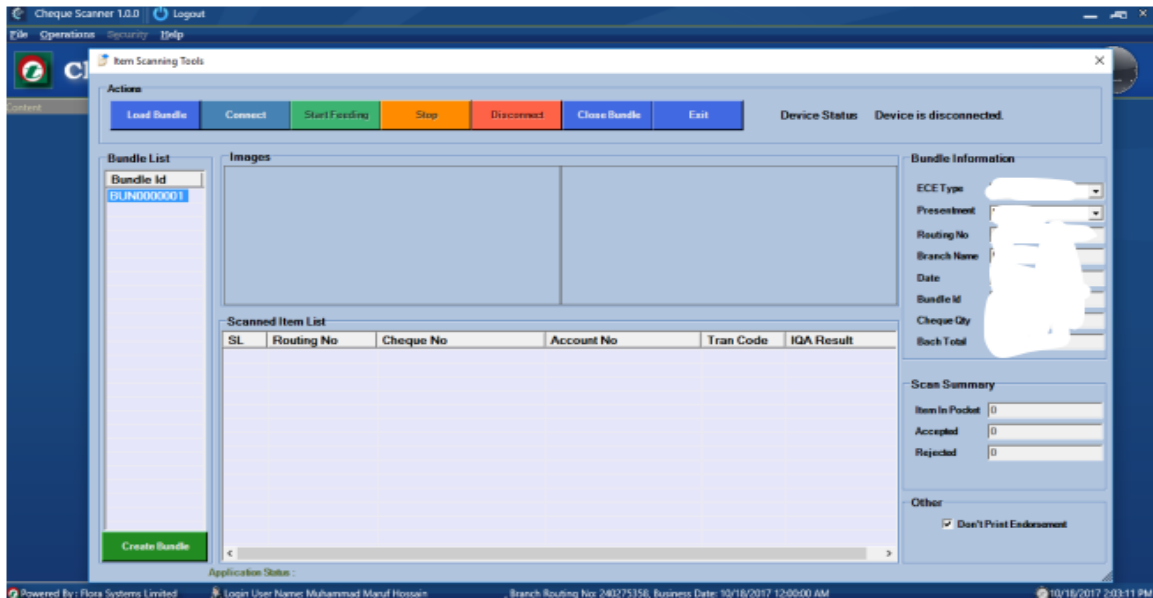 Cheque Scanner 1.0.0 Logout
File Operations Security Help
Item Scanning Tools
Content
Actions
Load Bundle Connect Start Feeding Stop Disconnect Close Bundle Exit Device Status Device is disconnected.
Bundle List
Bundle Id
BUN0000001
Create Bundle
Images
Scanned Item List
SL Routing No Cheque No Account No Tran Code IQA Result
Bundle Information
ECE Type
Presentment
Routing No
Branch Name
Date
Bundle Id
Cheque Qty
Bach Total
Scan Summary
Item In Pocket 0
Accepted 0
Rejected 0
Other
Don't Print Endorsement
Application Status :
Powered By : Flora Systems Limited Login User Name: Muhammad Maruf Hossain , Branch Routing No: 240275358, Business Date: 10/18/2017 12:00:00 AM 10/18/2017 2:03:11 PM